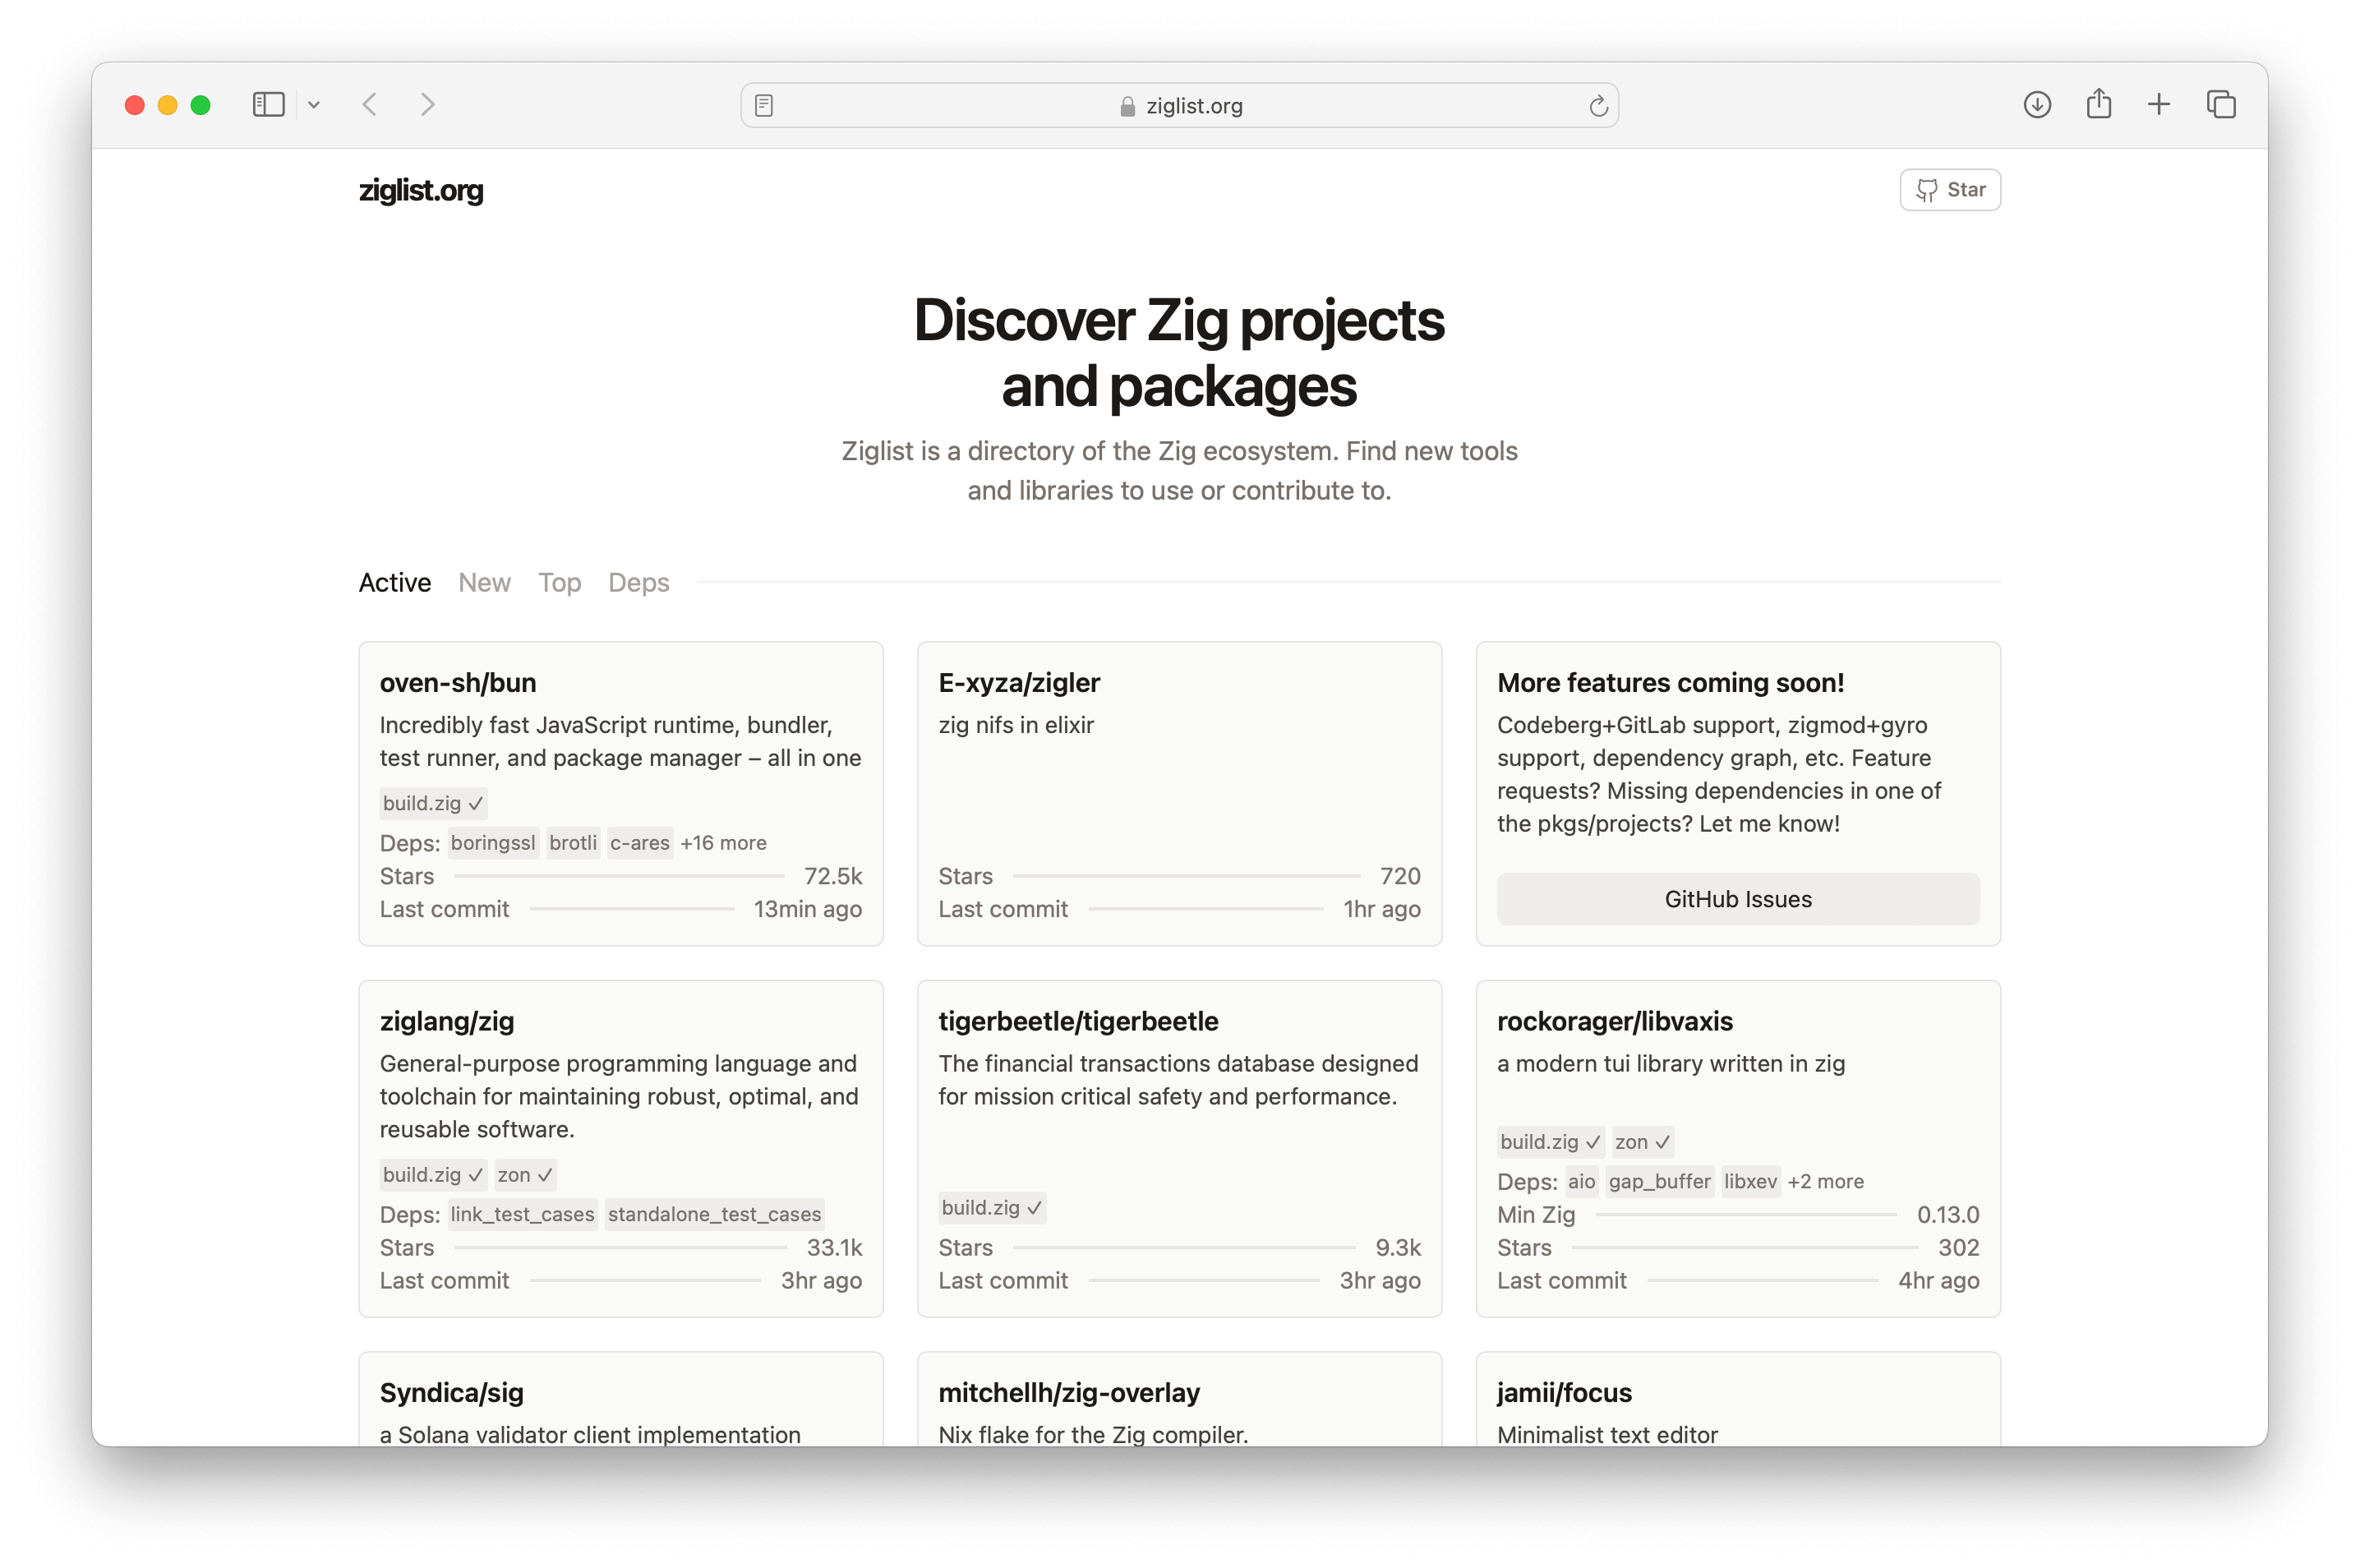 ziglist.org
ziglist.org
Star
Discover Zig projects
and packages
Ziglist is a directory of the Zig ecosystem. Find new tools
and libraries to use or contribute to.
Active New Top Deps
oven-sh/bun
Incredibly fast JavaScript runtime, bundler,
test runner, and package manager – all in one
build.zig ✓
Deps: boringssl brotli c-ares +16 more
Stars 72.5k
Last commit 13min ago
E-xyza/zigler
zig nifs in elixir
Stars 720
Last commit 1hr ago
More features coming soon!
Codeberg+GitLab support, zigmod+gyro
support, dependency graph, etc. Feature
requests? Missing dependencies in one of
the pkgs/projects? Let me know!
GitHub Issues
ziglang/zig
General-purpose programming language and
toolchain for maintaining robust, optimal, and
reusable software.
build.zig ✓ zon ✓
Deps: link_test_cases standalone_test_cases
Stars 33.1k
Last commit 3hr ago
tigerbeetle/tigerbeetle
The financial transactions database designed
for mission critical safety and performance.
build.zig ✓
Stars 9.3k
Last commit 3hr ago
rockorager/libvaxis
a modern tui library written in zig
build.zig ✓ zon ✓
Deps: aio gap_buffer libxev +2 more
Min Zig 0.13.0
Stars 302
Last commit 4hr ago
Syndica/sig
a Solana validator client implementation
mitchellh/zig-overlay
Nix flake for the Zig compiler.
jamii/focus
Minimalist text editor